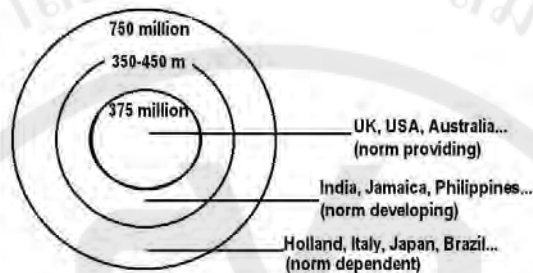 750 million
350-450 m
375 million
UK, USA, Australia...
(norm providing)
India, Jamaica, Philippines...
(norm developing)
Holland, Italy, Japan, Brazil...
(norm dependent)